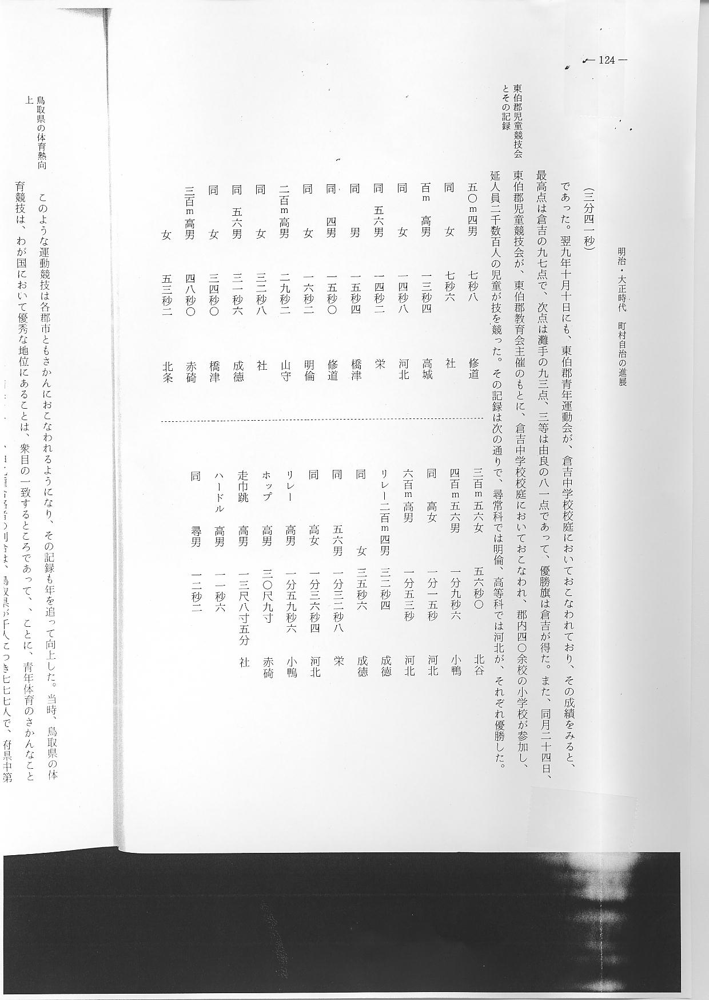 — 124 —
明治・大正時代　町村自治の進展
（三分四一秒）
であった。翌九年十月十日にも、東伯郡青年運動会が、倉吉中学校校庭においておこなわれており、その成績をみると、
最高点は倉吉の九七点で、次点は灘手の九三点、三等は由良の八一点であって、優勝旗は倉吉が得た。また、同月二十四日、
東伯郡児童競技会
とその記録
東伯郡児童競技会が、東伯郡教育会主催のもとに、倉吉中学校校庭においておこなわれ、郡内四〇余校の小学校が参加し、
延人員二千数百人の児童が技を競った。その記録は次の通りで、尋常科では明倫、高等科では河北が、それぞれ優勝した。
五〇m四男　七秒八　修道
同　女　七秒六　社
百m　高男　一三秒四　高城
同　女　一四秒八　河北
同　五六男　一四秒二　栄
同　男　一五秒四　橋津
同　四男　一五秒〇　修道
同　女　一六秒二　明倫
二百m高男　二九秒二　山守
同　女　三二秒八　社
同　五六男　三一秒六　成徳
同　女　三四秒〇　橋津
三百m高男　四八秒〇　赤碕
女　五三秒二　北条
三百m五六女　五六秒〇　北谷
四百m五六男　一分九秒六　小鴨
同　高女　一分一五秒　河北
六百m高男　一分五三秒　河北
リレー二百m四男　三二秒四　成徳
同　女　三五秒六　成徳
同　五六男　一分三二秒八　栄
同　高女　一分三六秒四　河北
リレー　高男　一分五九秒六　小鴨
ホップ　高男　三〇尺九寸　赤碕
走巾跳　高男　一三尺八寸五分　社
ハードル　高男　一一秒六
同　尋男　一二秒二
鳥取県の体育熱向
上
このような運動競技は各郡市ともさかんにおこなわれるようになり、その記録も年を追って向上した。当時、鳥取県の体
育競技は、わが国において優秀な地位にあることは、衆目の一致するところであって、、ことに、青年体育のさかんなこと
合格者の割合は、鳥取県が千人につき七七七人で、府県中第